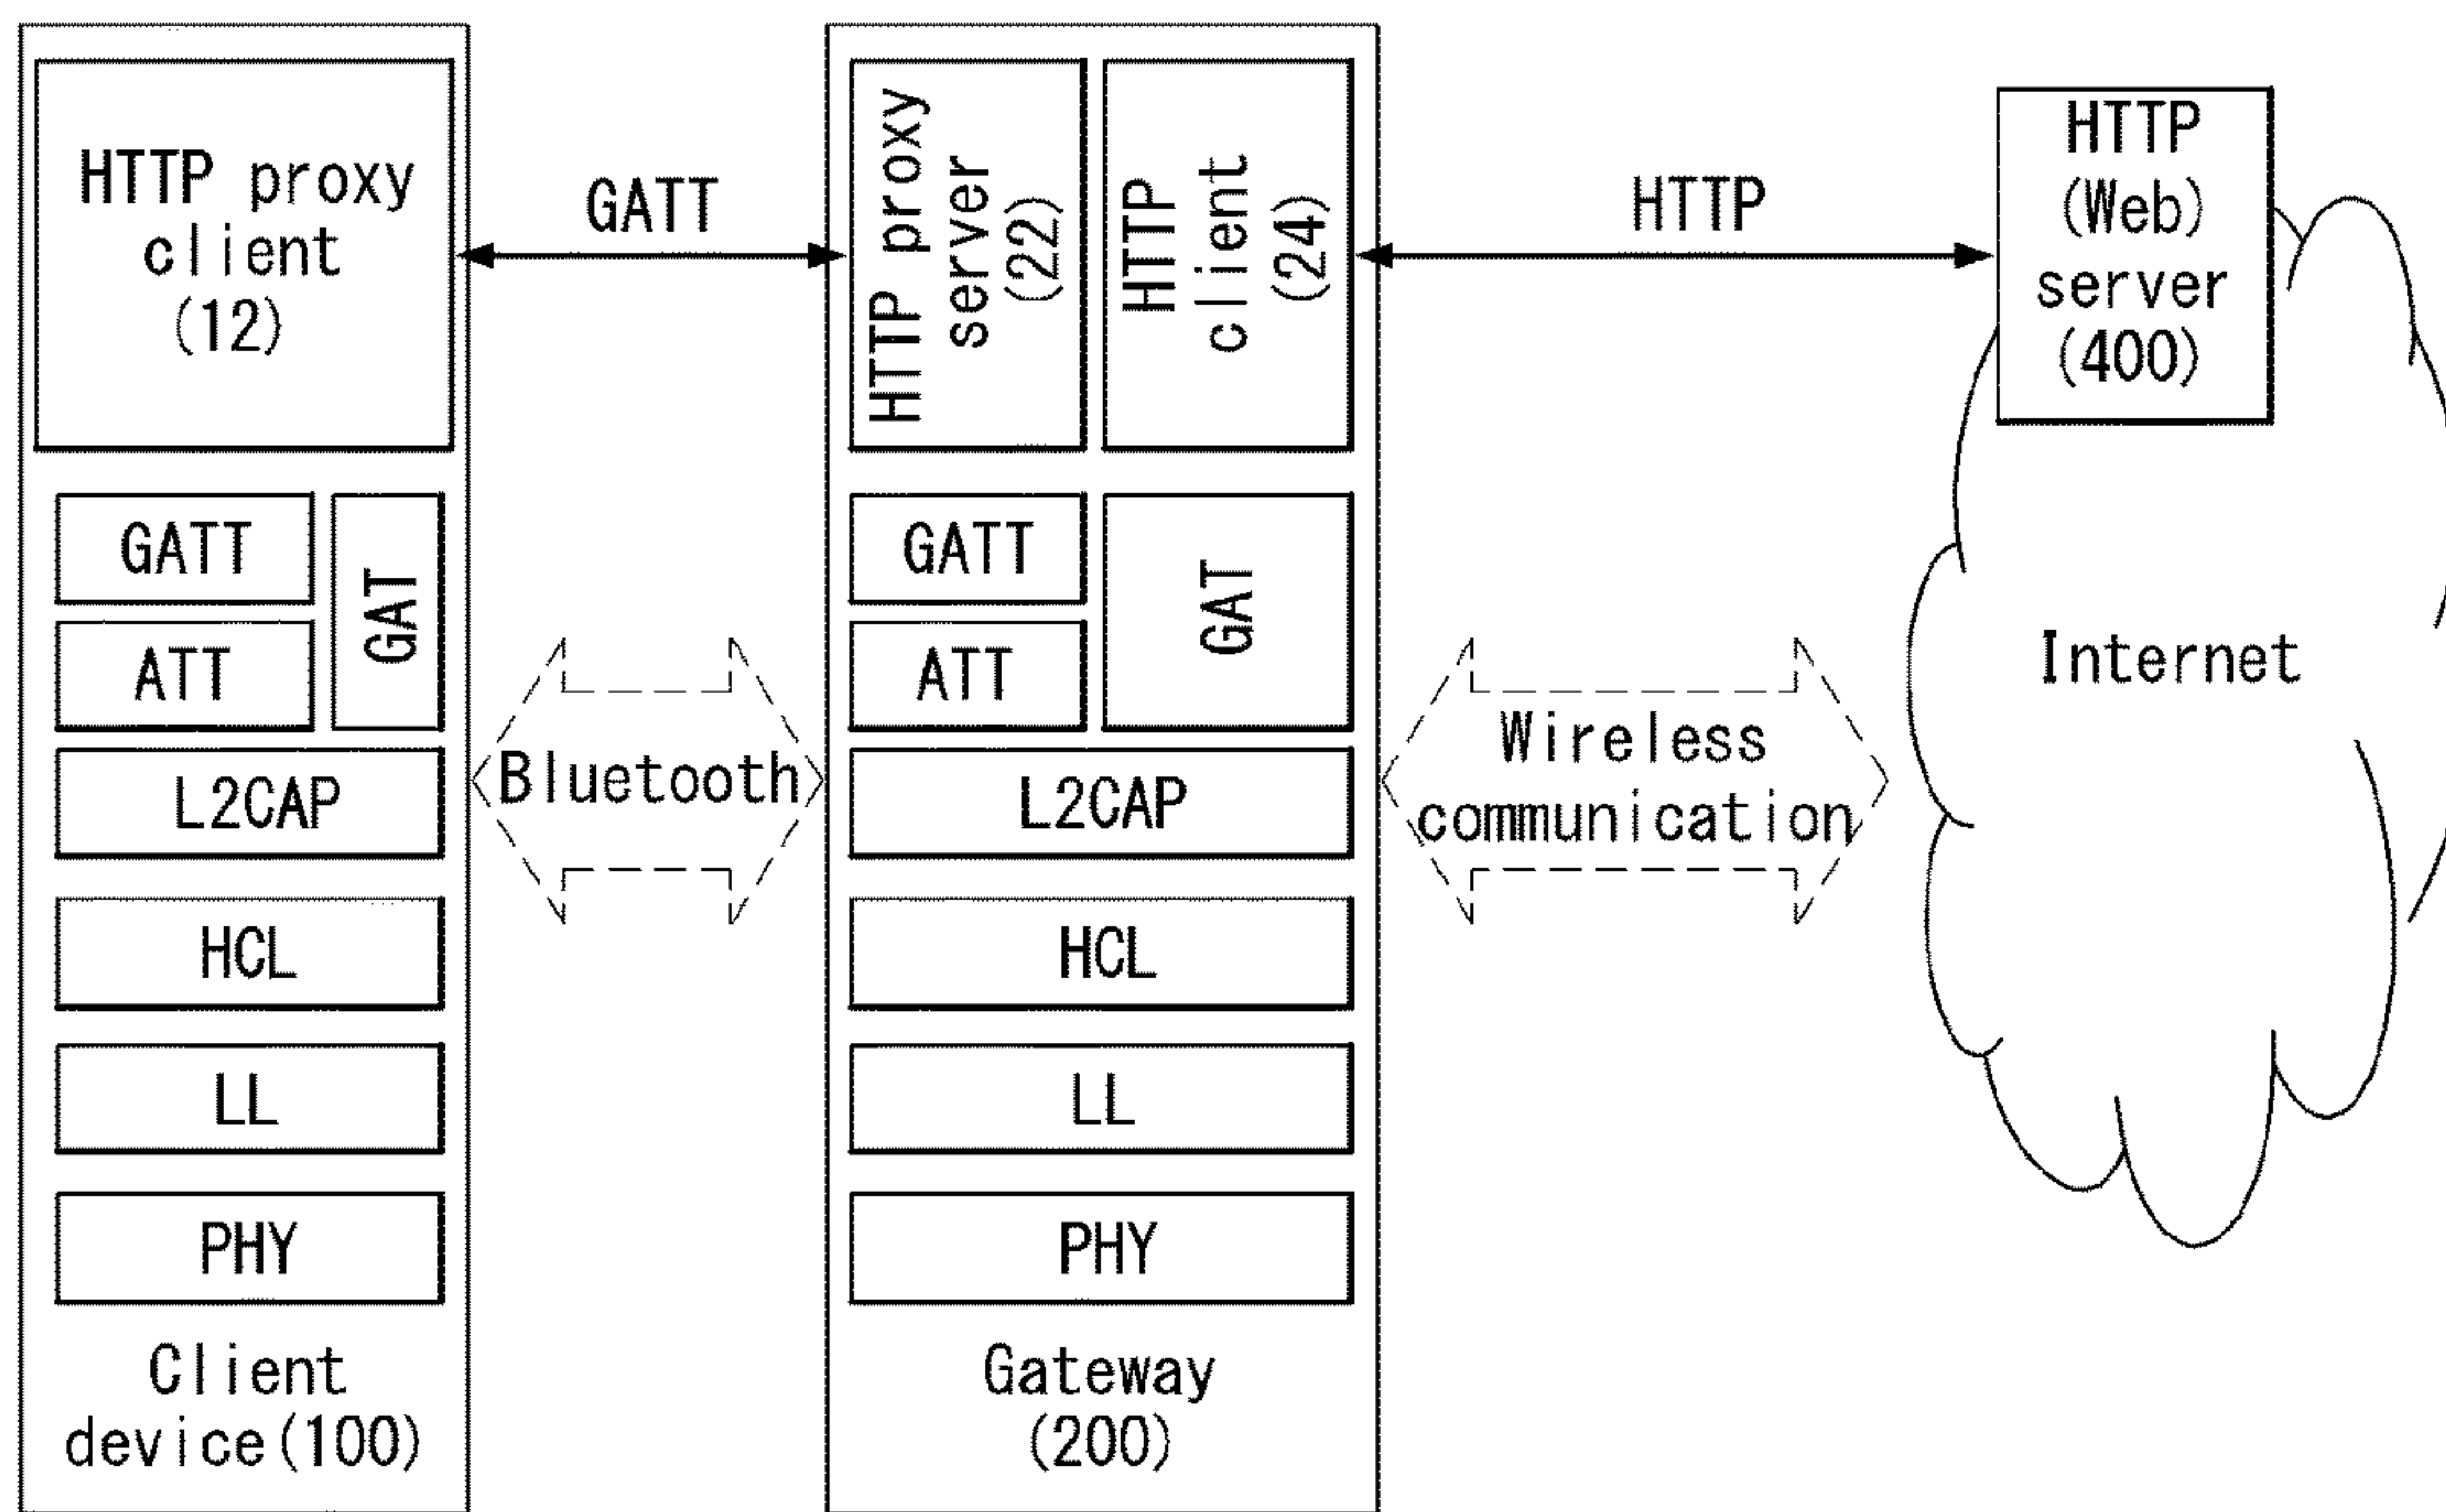 HTTP proxy
client
(12)
GATT
GAT
ATT
L2CAP
HCL
LL
PHY
Client
device(100)
GATT
Bluetooth
HTTP proxy
server
(22)
HTTP
client
(24)
GATT
GAT
ATT
L2CAP
HCL
LL
PHY
Gateway
(200)
HTTP
Wireless
communication
HTTP
(Web)
server
(400)
Internet